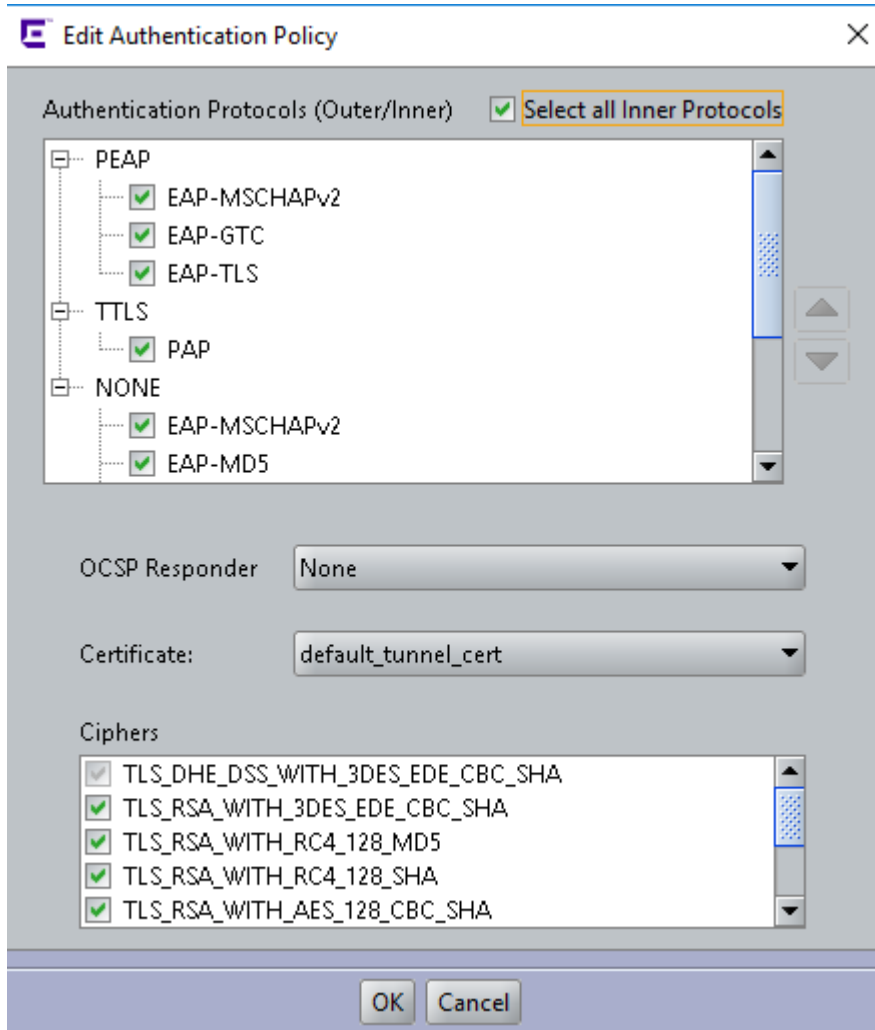 Edit Authentication Policy
Authentication Protocols (Outer/Inner) Select all Inner Protocols
PEAP
EAP-MSCHAPv2
EAP-GTC
EAP-TLS
TTLS
PAP
NONE
EAP-MSCHAPv2
EAP-MD5
OCSP Responder None
Certificate: default_tunnel_cert
Ciphers
TLS_DHE_DSS_WITH_3DES_EDE_CBC_SHA
TLS_RSA_WITH_3DES_EDE_CBC_SHA
TLS_RSA_WITH_RC4_128_MD5
TLS_RSA_WITH_RC4_128_SHA
TLS_RSA_WITH_AES_128_CBC_SHA
OK Cancel